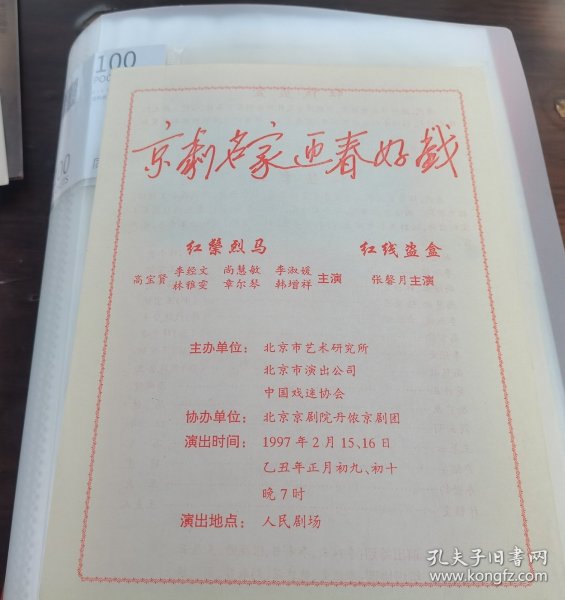 100
京剧名家迎春好戏
红鬃烈马
红线盗盒
高宝贤 李经文 尚慧敏 李淑媛 主演
林雅雯 章尔琴 韩增祥
张馨月主演
主办单位：北京市艺术研究所
北京市演出公司
中国戏迷协会
协办单位：北京京剧院丹侬京剧团
演出时间：1997年2月15、16日
乙丑年正月初九、初十
晚7时
演出地点：人民剧场
孔夫子旧书网
www.kongfz.com